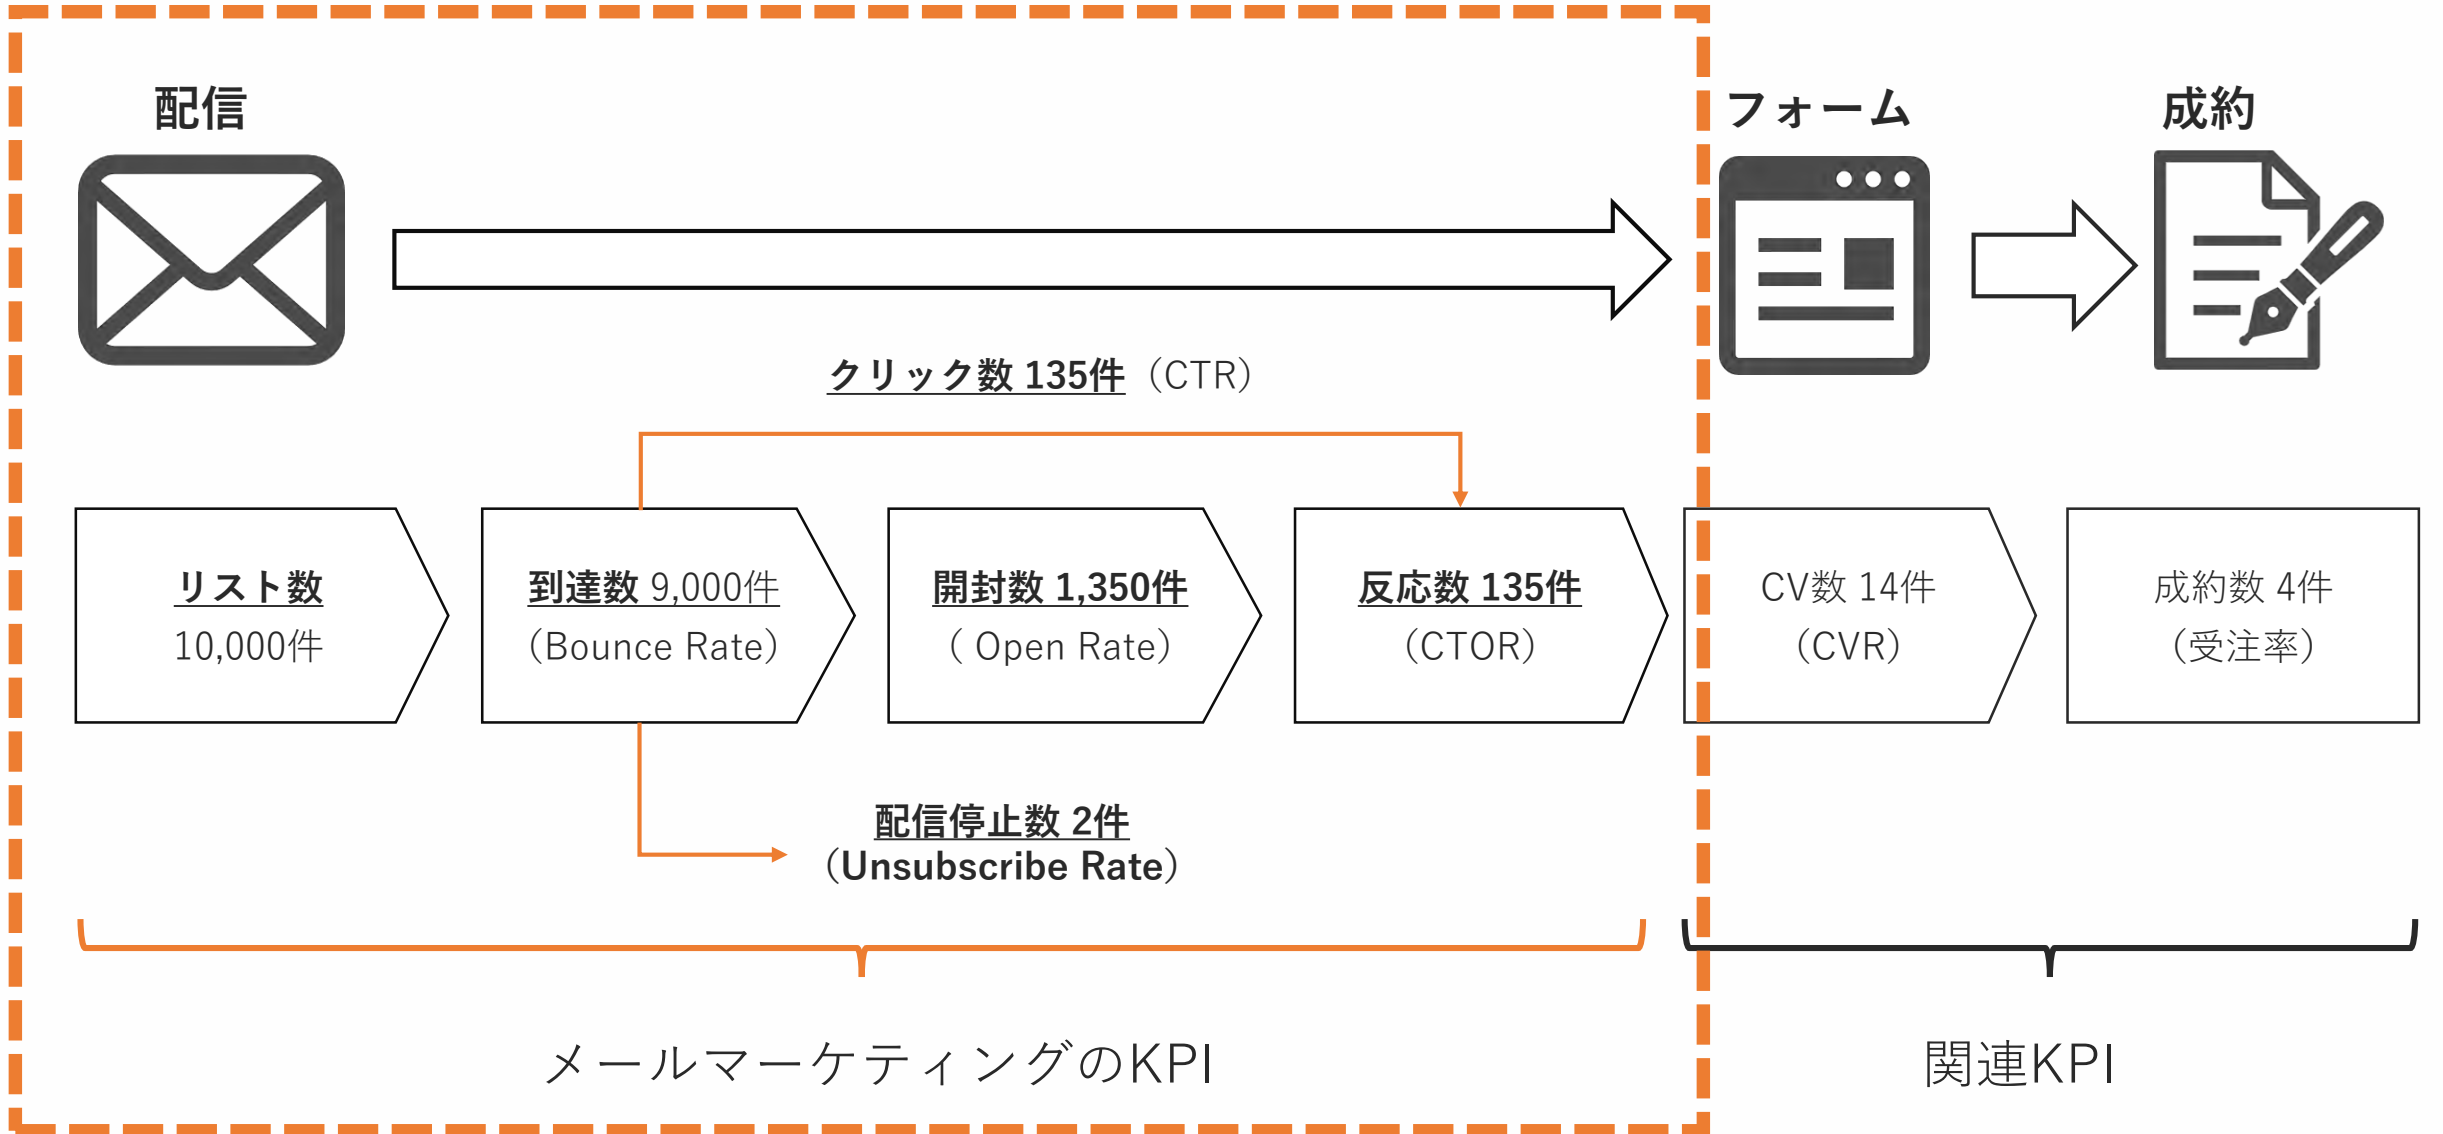 配信
フォーム
成約
クリック数 135件（CTR）
リスト数
10,000件
到達数 9,000件
（Bounce Rate）
開封数 1,350件
（ Open Rate）
反応数 135件
（CTOR）
CV数 14件
（CVR）
成約数 4件
（受注率）
配信停止数 2件
（Unsubscribe Rate）
メールマーケティングのKPI
関連KPI